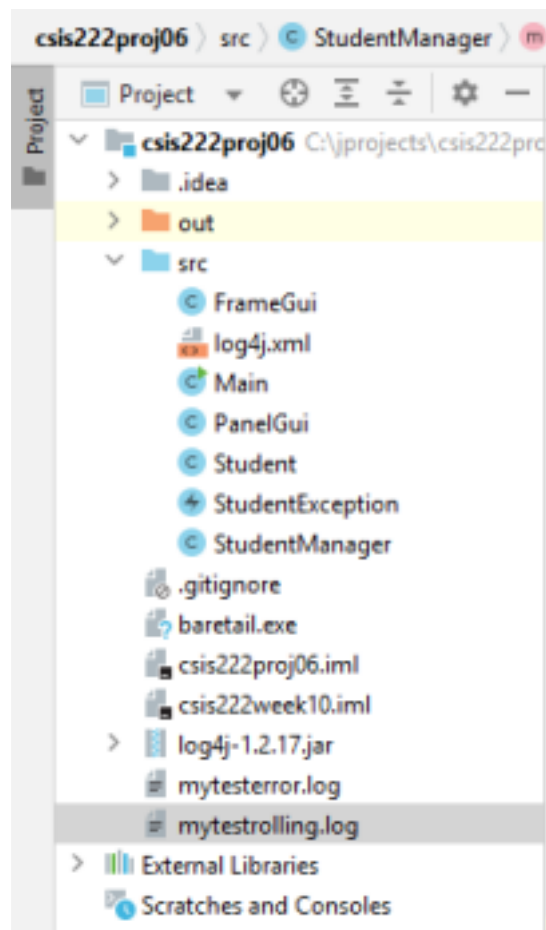 csis222proj06 src C StudentManager m
Project
Project
csis222proj06 C:\jprojects\csis222prc
.idea
out
src
C FrameGui
log4j.xml
C Main
C PanelGui
C Student
StudentException
C StudentManager
.gitignore
baretail.exe
csis222proj06.iml
csis222week10.iml
log4j-1.2.17.jar
mytesterror.log
mytestrolling.log
External Libraries
Scratches and Consoles